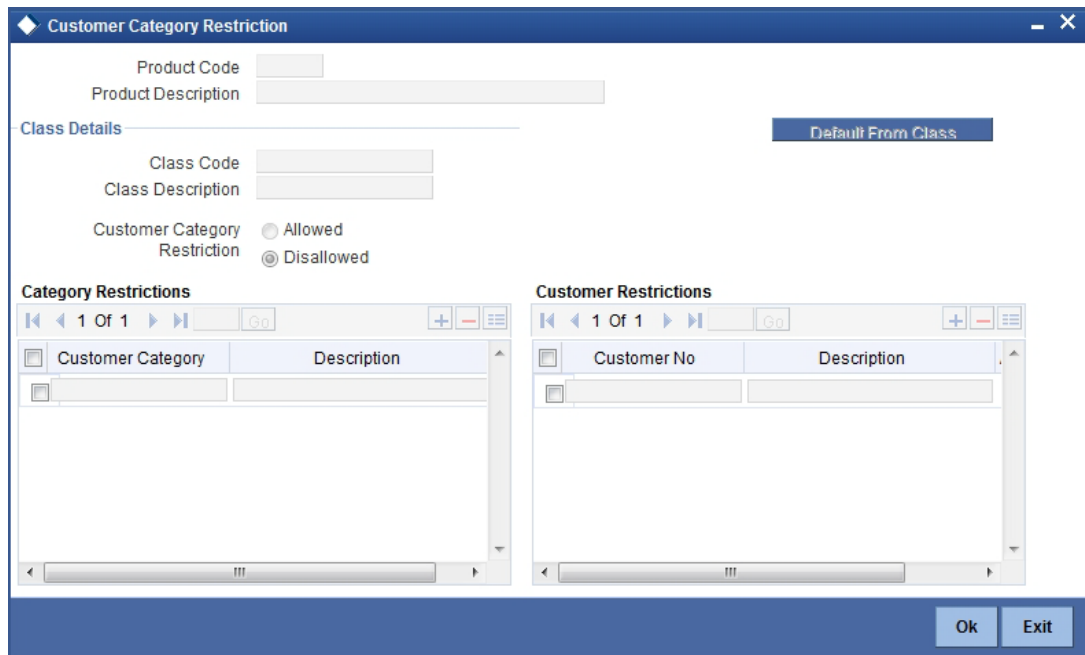 Customer Category Restriction
Product Code
Product Description
Class Details
Default From Class
Class Code
Class Description
Customer Category Restriction
Allowed
Disallowed
Category Restrictions
1 Of 1
Go
Customer Category
Description
Customer Restrictions
1 Of 1
Go
Customer No
Description
Ok
Exit